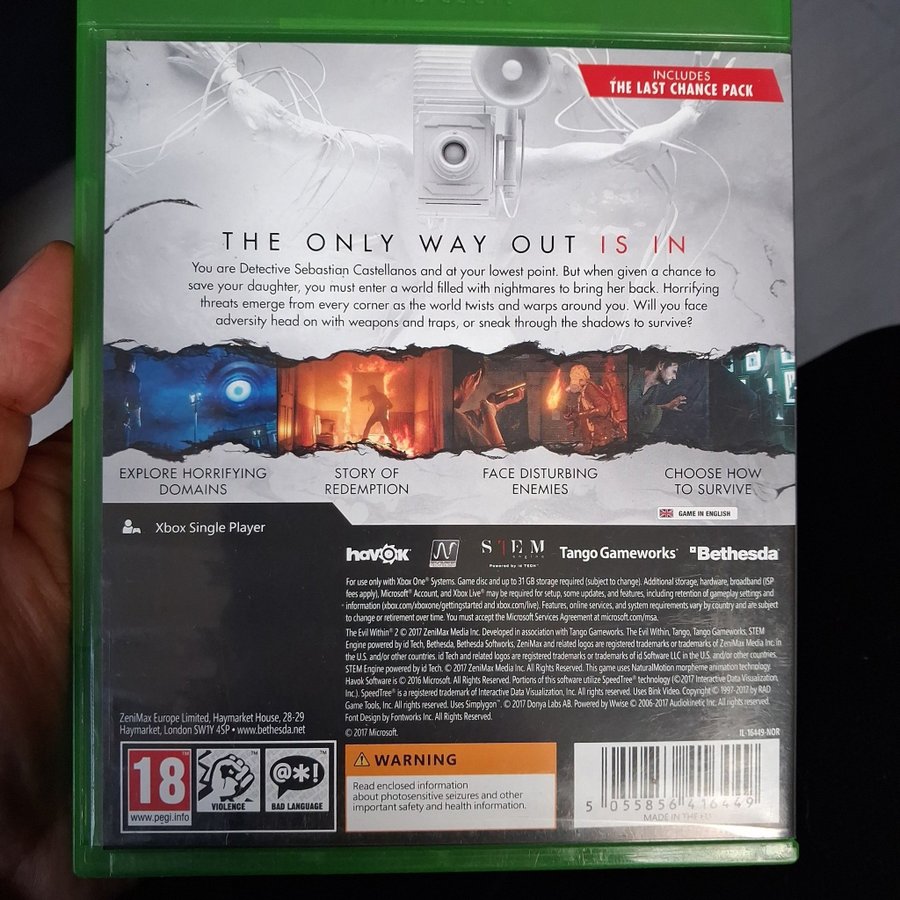 INCLUDES
THE LAST CHANCE PACK
THE ONLY WAY OUT IS IN
You are Detective Sebastian Castellanos and at your lowest point. But when given a chance to
save your daughter, you must enter a world filled with nightmares to bring her back. Horrifying
threats emerge from every corner as the world twists and warps around you. Will you face
adversity head on with weapons and traps, or sneak through the shadows to survive?
EXPLORE HORRIFYING
DOMAINS
STORY OF
REDEMPTION
FACE DISTURBING
ENEMIES
CHOOSE HOW
TO SURVIVE
GAME IN ENGLISH
Xbox Single Player
havok
STEM
engine
Powered by id TECH™
Tango Gameworks
Bethesda
For use only with Xbox One® Systems. Game disc and up to 31 GB storage required (subject to change). Additional storage, hardware, broadband (ISP
fees apply), Microsoft® Account, and Xbox Live® may be required for setup, some updates, and features, including retention of gameplay settings and
information (xbox.com/xboxone/gettingstarted and xbox.com/live). Features, online services, and system requirements vary by country and are subject
to change or retirement over time. You must accept the Microsoft Services Agreement at microsoft.com/msa.
The Evil Within® 2 © 2017 ZeniMax Media Inc. Developed in association with Tango Gameworks. The Evil Within, Tango, Tango Gameworks, STEM
Engine powered by id Tech, Bethesda, Bethesda Softworks, ZeniMax and related logos are registered trademarks or trademarks of ZeniMax Media Inc. in
the U.S. and/or other countries. id Tech and related logos are registered trademarks or trademarks of id Software LLC in the U.S. and/or other countries.
STEM Engine powered by id Tech. © 2017 ZeniMax Media Inc. All Rights Reserved. This game uses NaturalMotion morpheme animation technology.
Havok Software is © 2016 Microsoft. All Rights Reserved. Portions of this software utilize SpeedTree® technology (©2017 Interactive Data Visualization,
Inc.). SpeedTree® is a registered trademark of Interactive Data Visualization, Inc. All rights reserved. Uses Bink Video. Copyright © 1997-2017 by RAD
Game Tools, Inc. All rights reserved. Uses Simplygon™. © 2017 Donya Labs AB. Powered by Wwise © 2006-2017 Audiokinetic Inc. All rights reserved.
Font Design by Fontworks Inc. All Rights Reserved.
© 2017 Microsoft.
IL-16449-NOR
ZeniMax Europe Limited, Haymarket House, 28-29
Haymarket, London SW1Y 4SP • www.bethesda.net
18
www.pegi.info
VIOLENCE
@*!
BAD LANGUAGE
WARNING
Read enclosed information
about photosensitive seizures and other
important safety and health information.
5 055856 416449
MADE IN THE EU